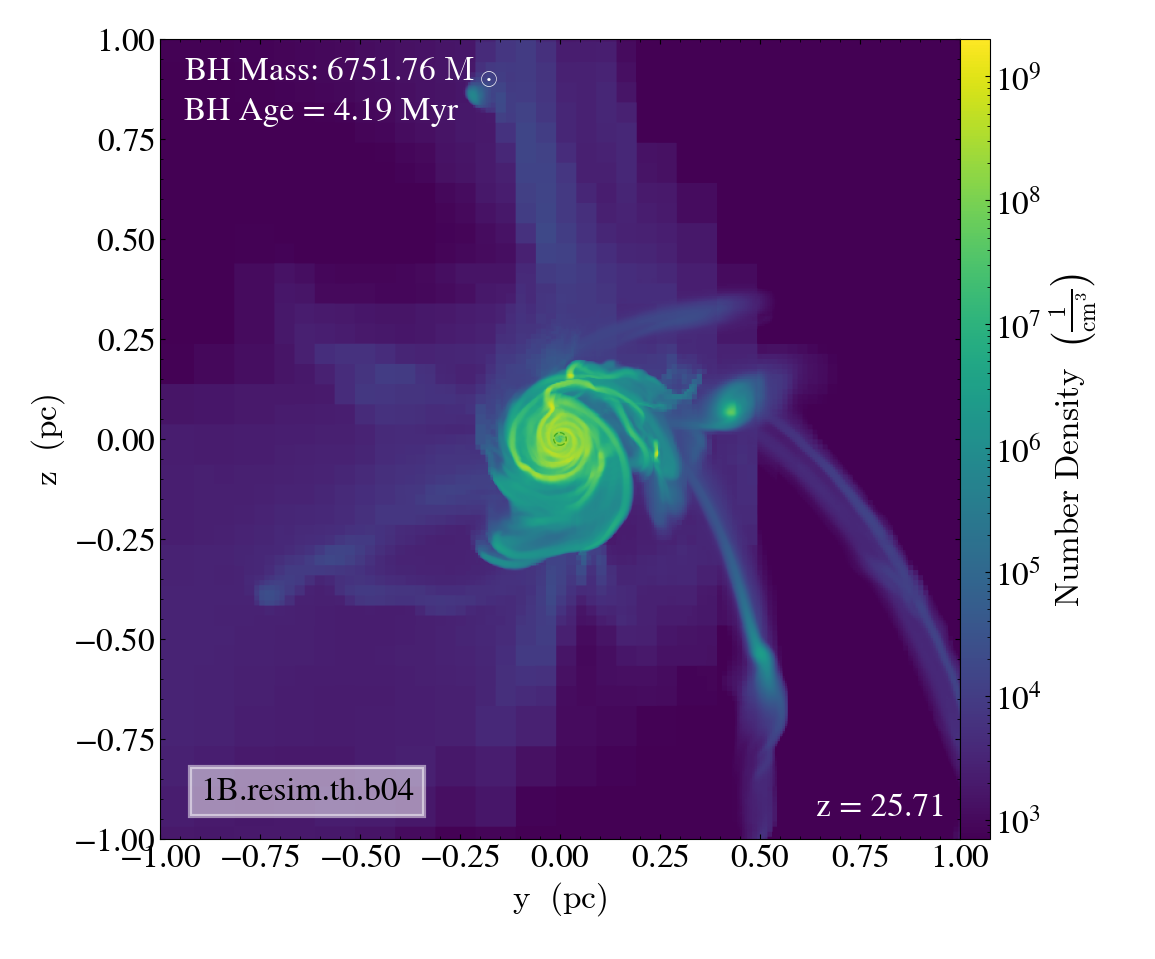 BH Mass: 6751.76 M☉
BH Age = 4.19 Myr
1B.resim.th.b04
z = 25.71
1.00
0.75
0.50
0.25
0.00
−0.25
−0.50
−0.75
−1.00
z (pc)
−1.00 −0.75 −0.50 −0.25 0.00 0.25 0.50 0.75 1.00
y (pc)
10⁹
10⁸
10⁷
10⁶
10⁵
10⁴
10³
Number Density (1/cm³)